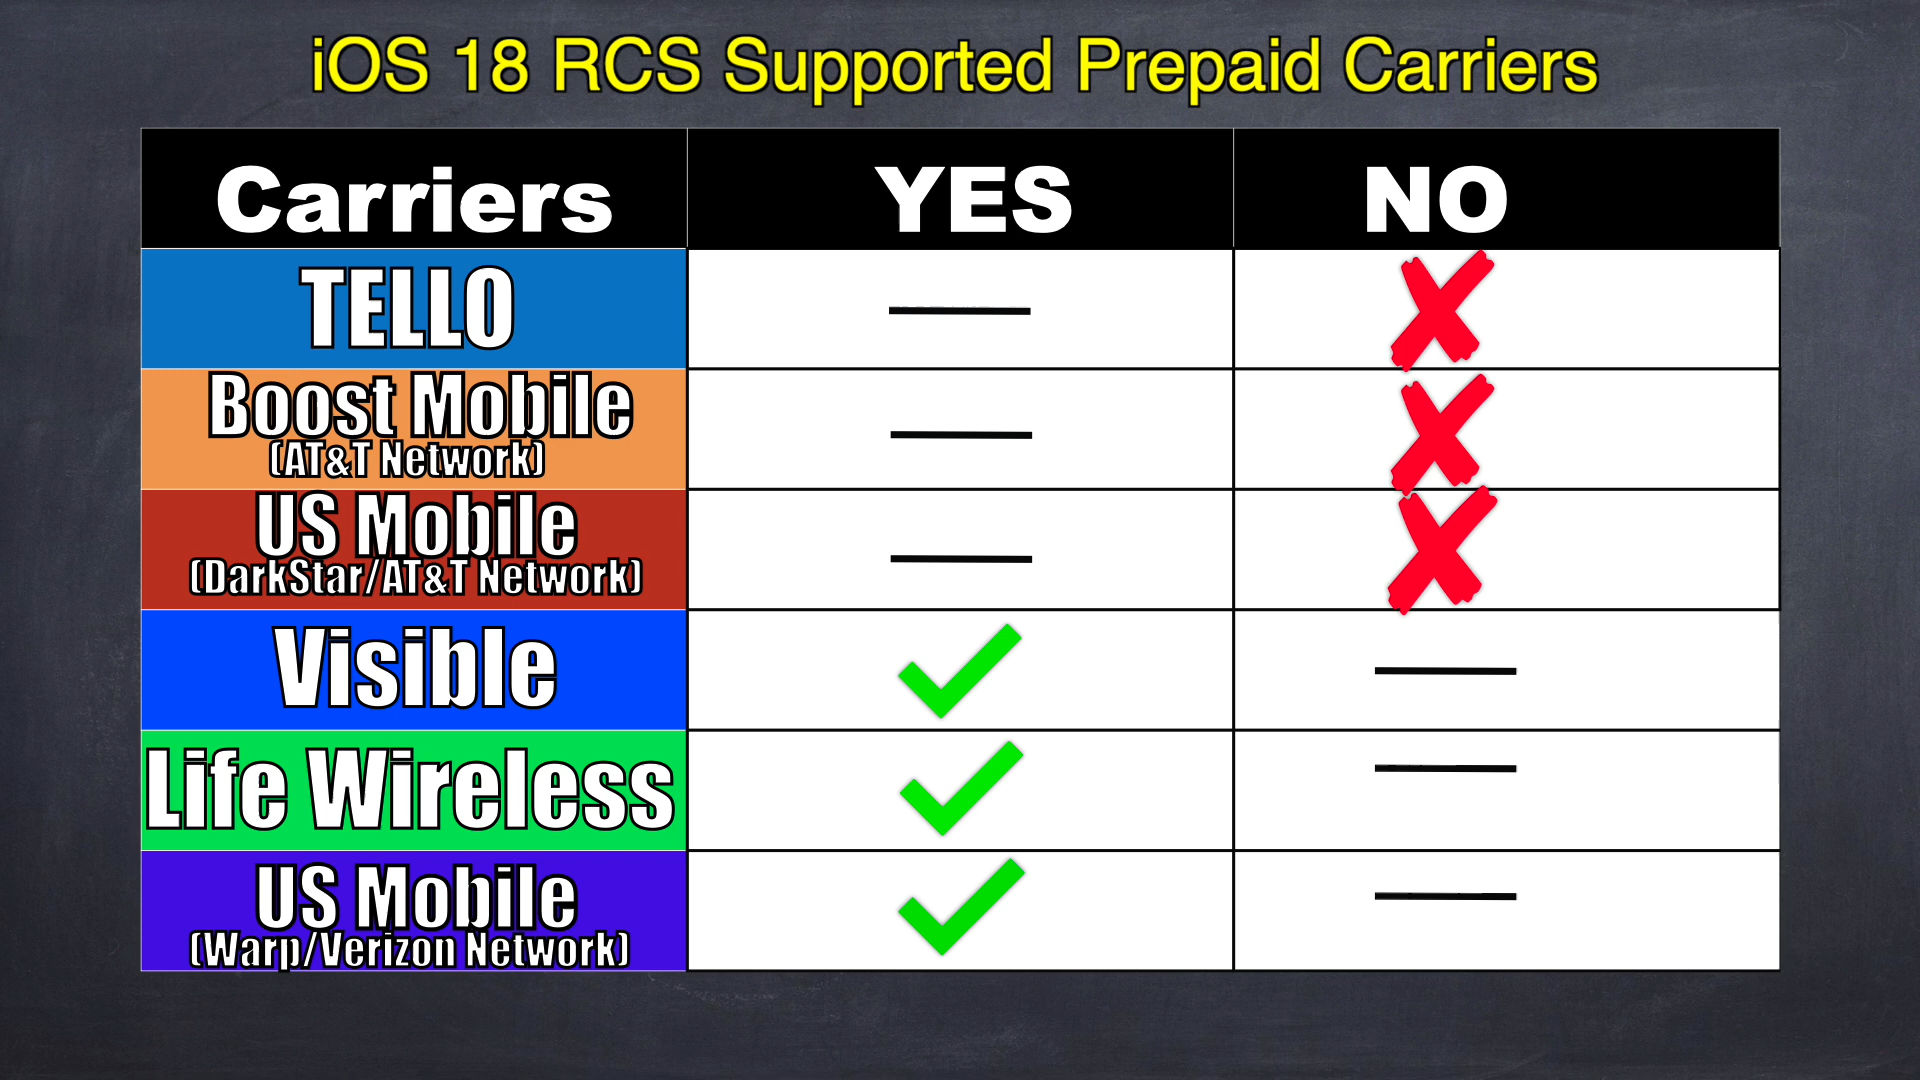 iOS 18 RCS Supported Prepaid Carriers
Carriers YES NO
TELLO
Boost Mobile
(AT&T Network)
US Mobile
(DarkStar/AT&T Network)
Visible
Life Wireless
US Mobile
(Warp/Verizon Network)